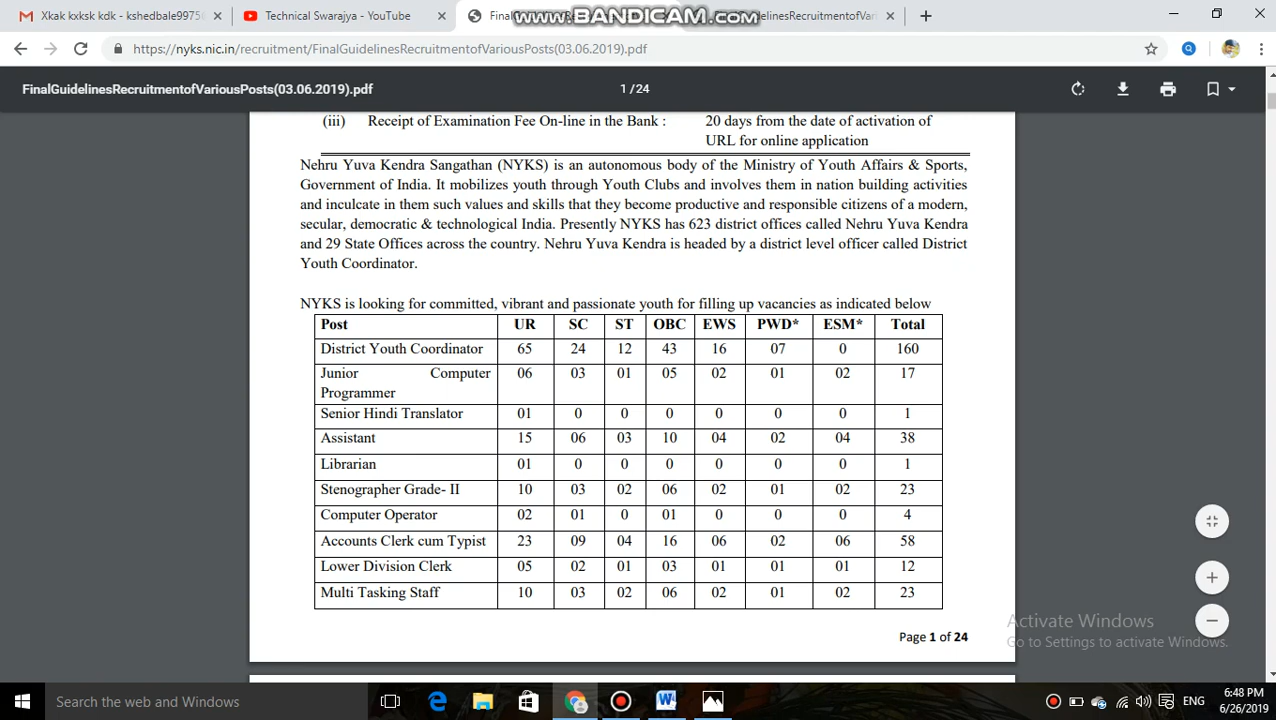 Xkak kxksk kdk - kshedbale9975
Technical Swarajya - YouTube
Final
www.BANDICAM.com
delinesRecruitmentofVari
https://nyks.nic.in/recruitment/FinalGuidelinesRecruitmentofVariousPosts(03.06.2019).pdf
FinalGuidelinesRecruitmentofVariousPosts(03.06.2019).pdf 1 / 24
(iii) Receipt of Examination Fee On-line in the Bank : 20 days from the date of activation of
URL for online application
Nehru Yuva Kendra Sangathan (NYKS) is an autonomous body of the Ministry of Youth Affairs & Sports,
Government of India. It mobilizes youth through Youth Clubs and involves them in nation building activities
and inculcate in them such values and skills that they become productive and responsible citizens of a modern,
secular, democratic & technological India. Presently NYKS has 623 district offices called Nehru Yuva Kendra
and 29 State Offices across the country. Nehru Yuva Kendra is headed by a district level officer called District
Youth Coordinator.
NYKS is looking for committed, vibrant and passionate youth for filling up vacancies as indicated below
Post UR SC ST OBC EWS PWD* ESM* Total
District Youth Coordinator 65 24 12 43 16 07 0 160
Junior Computer 06 03 01 05 02 01 02 17
Programmer
Senior Hindi Translator 01 0 0 0 0 0 0 1
Assistant 15 06 03 10 04 02 04 38
Librarian 01 0 0 0 0 0 0 1
Stenographer Grade- II 10 03 02 06 02 01 02 23
Computer Operator 02 01 0 01 0 0 0 4
Accounts Clerk cum Typist 23 09 04 16 06 02 06 58
Lower Division Clerk 05 02 01 03 01 01 01 12
Multi Tasking Staff 10 03 02 06 02 01 02 23
Page 1 of 24
Activate Windows
Go to Settings to activate Windows.
Search the web and Windows
ENG
6:48 PM
6/26/2019